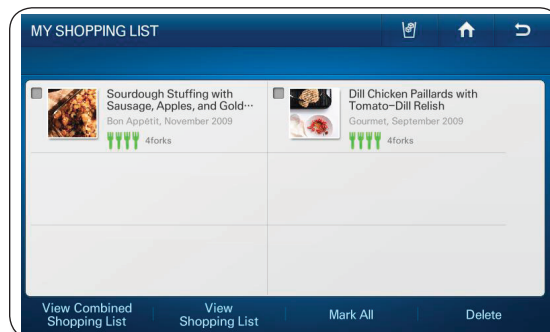 MY SHOPPING LIST
Sourdough Stuffing with
Sausage, Apples, and Gold…
Bon Appétit, November 2009
4forks
Dill Chicken Paillards with
Tomato-Dill Relish
Gourmet, September 2009
4forks
View Combined
Shopping List
View
Shopping List
Mark All
Delete